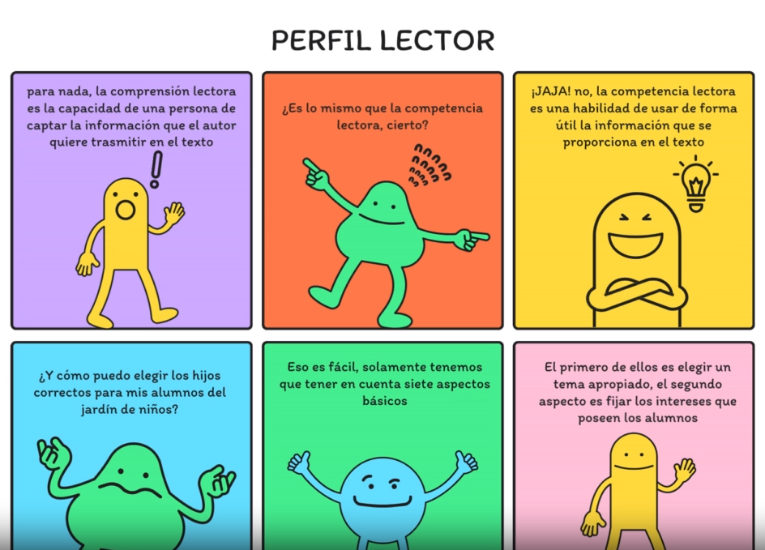 PERFIL LECTOR
para nada, la comprensión lectora
es la capacidad de una persona de
captar la información que el autor
quiere trasmitir en el texto
¿Es lo mismo que la competencia
lectora, cierto?
¡JAJA! no, la competencia lectora
es una habilidad de usar de forma
útil la información que se
proporciona en el texto
¿Y cómo puedo elegir los hijos
correctos para mis alumnos del
jardín de niños?
Eso es fácil, solamente tenemos
que tener en cuenta siete aspectos
básicos
El primero de ellos es elegir un
tema apropiado, el segundo
aspecto es fijar los intereses que
poseen los alumnos